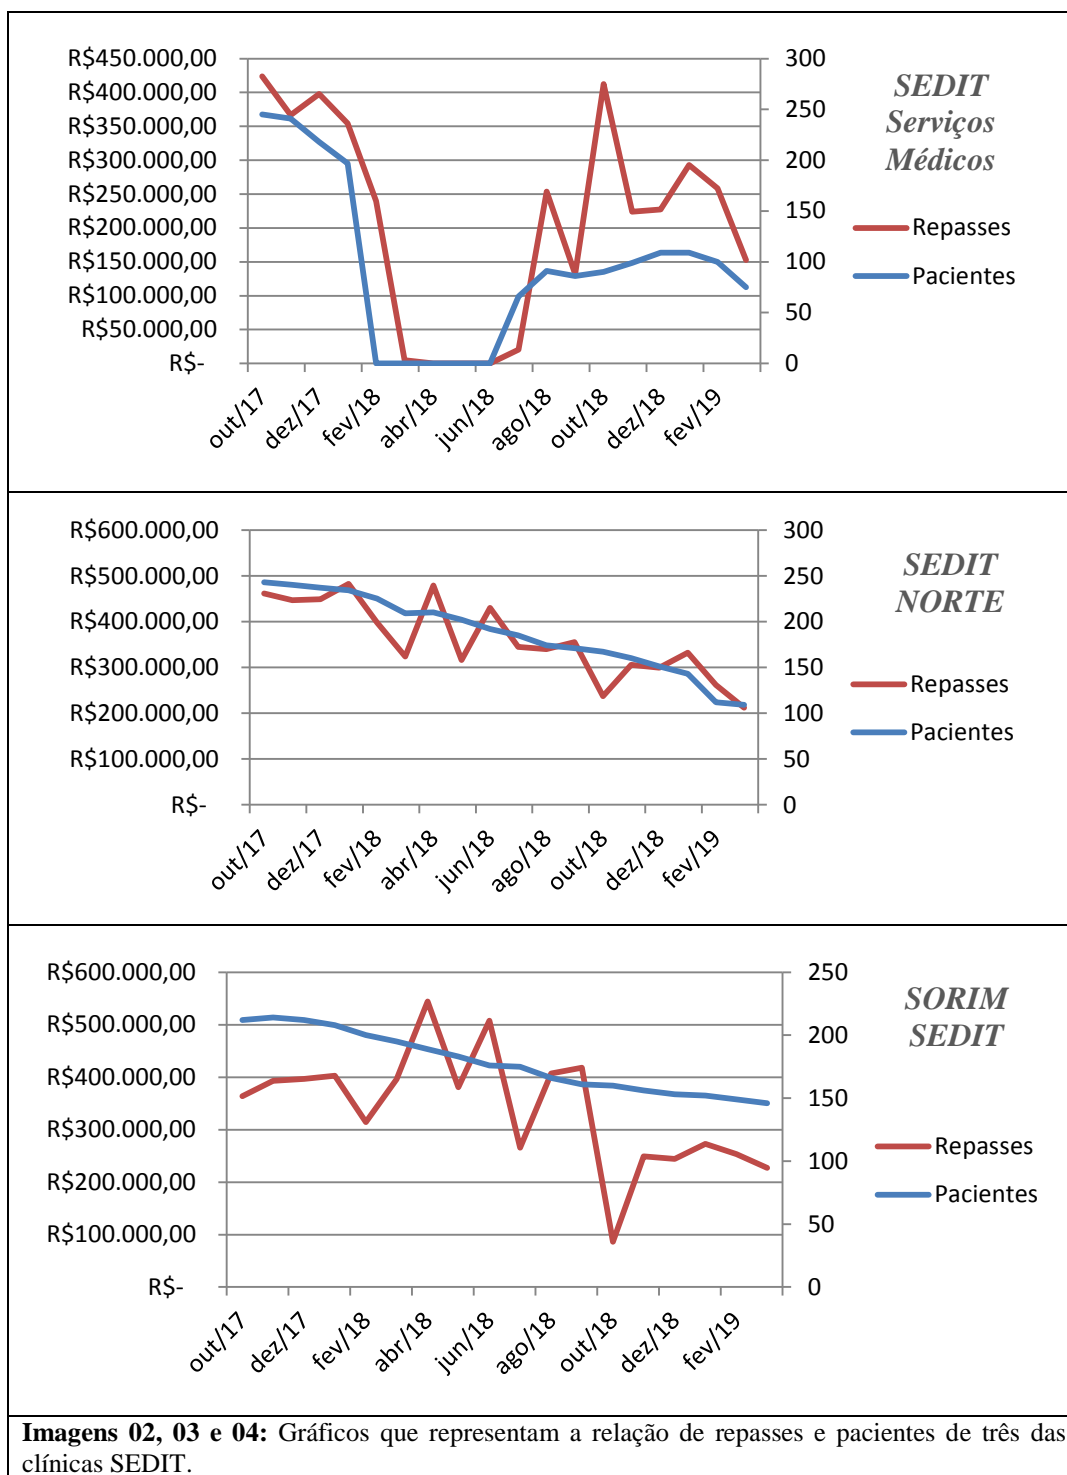 R$450.000,00
R$400.000,00
R$350.000,00
R$300.000,00
R$250.000,00
R$200.000,00
R$150.000,00
R$100.000,00
R$50.000,00
R$-
300
250
200
150
100
50
0
out/17
dez/17
fev/18
abr/18
jun/18
ago/18
out/18
dez/18
fev/19
SEDIT
Serviços
Médicos
Repasses
Pacientes
R$600.000,00
R$500.000,00
R$400.000,00
R$300.000,00
R$200.000,00
R$100.000,00
R$-
300
250
200
150
100
50
0
out/17
dez/17
fev/18
abr/18
jun/18
ago/18
out/18
dez/18
fev/19
SEDIT
NORTE
Repasses
Pacientes
R$600.000,00
R$500.000,00
R$400.000,00
R$300.000,00
R$200.000,00
R$100.000,00
R$-
250
200
150
100
50
0
out/17
dez/17
fev/18
abr/18
jun/18
ago/18
out/18
dez/18
fev/19
SORIM
SEDIT
Repasses
Pacientes
Imagens 02, 03 e 04: Gráficos que representam a relação de repasses e pacientes de três das
clínicas SEDIT.